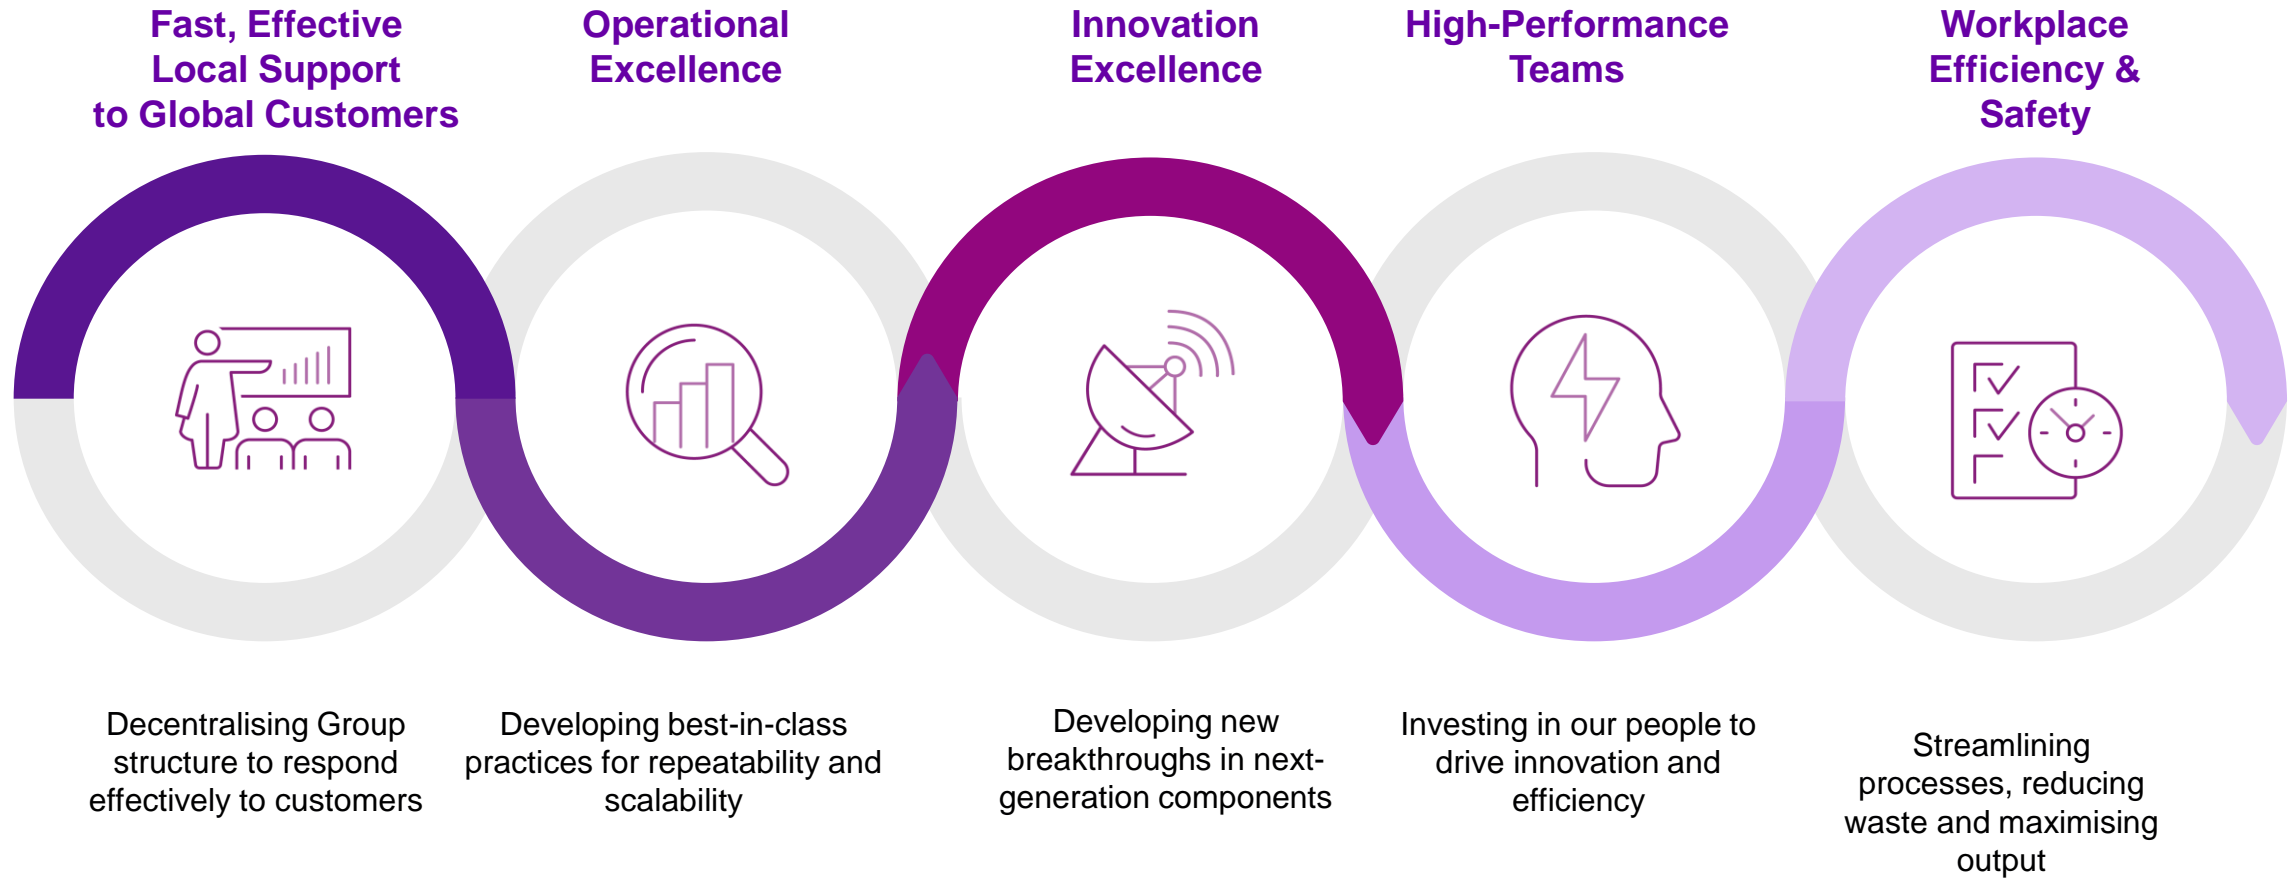 Fast, Effective
Local Support
to Global Customers
Operational
Excellence
Innovation
Excellence
High-Performance
Teams
Workplace
Efficiency &
Safety
Decentralising Group
structure to respond
effectively to customers
Developing best-in-class
practices for repeatability and
scalability
Developing new
breakthroughs in next-
generation components
Investing in our people to
drive innovation and
efficiency
Streamlining
processes, reducing
waste and maximising
output